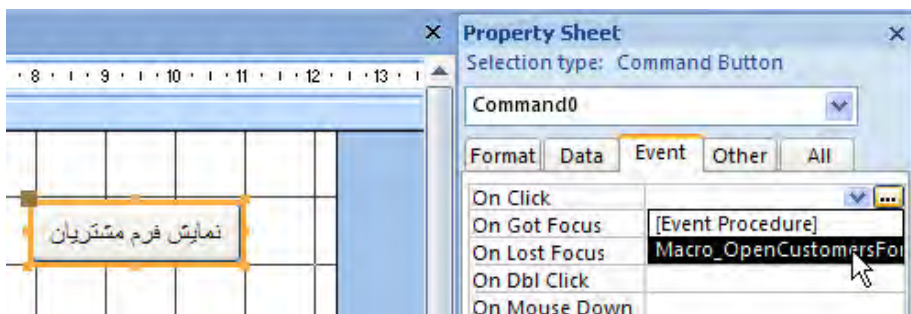 Property Sheet
Selection type: Command Button
8 9 10 11 12 13
Command0
Format Data Event Other All
On Click
نمایش فرم مشتریان
On Got Focus [Event Procedure]
On Lost Focus Macro_OpenCustomersFor
On Dbl Click
On Mouse Down